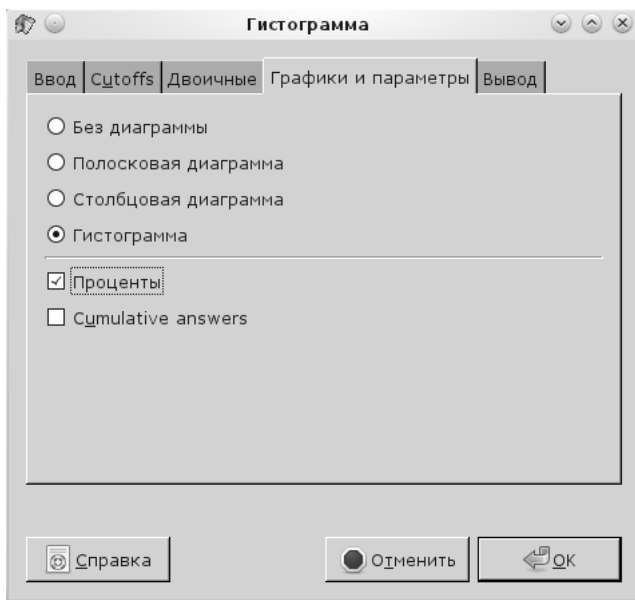 Гистограмма
Ввод Cutoffs Двоичные Графики и параметры Вывод
Без диаграммы
Полосковая диаграмма
Столбцовая диаграмма
Гистограмма
Проценты
Cumulative answers
Справка Отменить OK